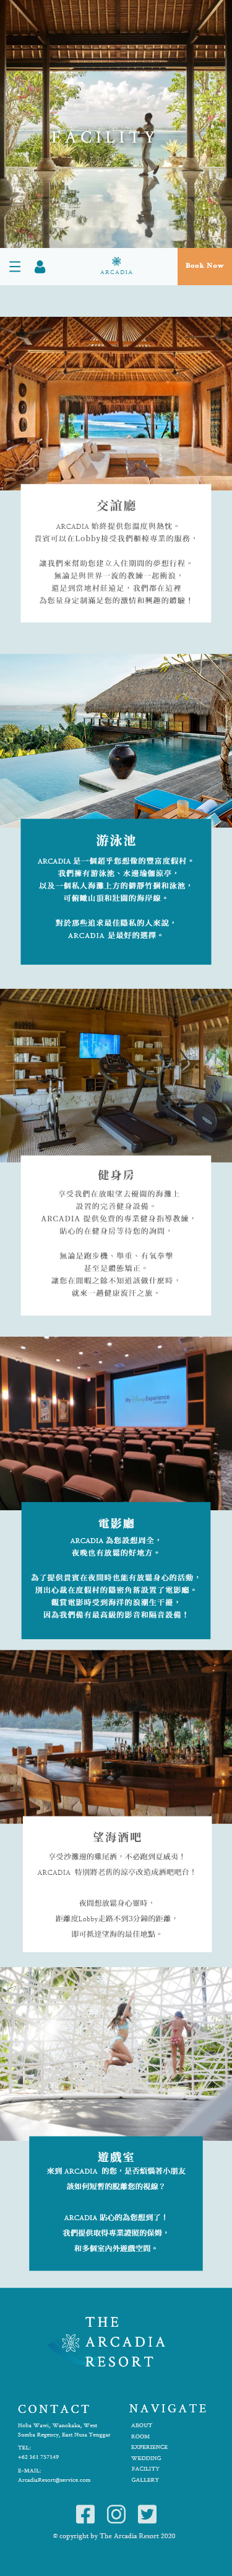 FACILITY
ARCADIA
Book Now
交誼廳
ARCADIA 始終提供您溫度與熱忱。
貴賓可以在Lobby接受我們櫃檯專業的服務，
讓我們來幫助您建立入住期間的夢想行程。
無論是與世界一流的教練一起衝浪，
還是到當地村莊遠足，我們都在這裡
為您量身定制滿足您的激情和興趣的體驗！
游泳池
ARCADIA 是一個超乎您想像的豐富度假村。
我們擁有游泳池、水邊瑜伽涼亭，
以及一個私人海灘上方的僻靜竹橱和泳池，
可俯瞰山頂和壯闊的海岸線。
對於那些追求最佳隱私的人來說，
ARCADIA 是最好的選擇。
健身房
享受我們在放眼望去優閒的海灘上
設置的完善健身設備。
ARCADIA 提供免費的專業健身指導教練，
貼心的在健身房等待您的詢問，
無論是跑步機、舉重、有氧拳擊
甚至是體態矯正。
讓您在閒暇之餘不知道該做什麼時，
就來一趟健康流汗之旅。
電影廳
ARCADIA 為您設想周全，
夜晚也有放鬆的好地方。
為了提供貴賓在夜間時也能有放鬆身心的活動，
別出心裁在度假村的隱密角落設置了電影廳。
觀賞電影時受到海洋的浪潮生干擾，
因為我們備有最高級的影音和隔音設備！
望海酒吧
享受沙灘邊的雞尾酒，不必跑到夏威夷！
ARCADIA 特別將老舊的涼亭改造成酒吧吧台！
夜間想放鬆身心靈時，
距離度Lobby走路不到3分鐘的距離，
即可抵達望海的最佳地點。
遊戲室
來到 ARCADIA 的您，是否煩惱著小朋友
該如何短暫的脫離您的視線？
ARCADIA 貼心的為您想到了！
我們提供取得專業證照的保姆，
和多個室內外遊戲空間。
THE
ARCADIA
RESORT
CONTACT
Hoba Wawi, Wanokaka, West
Sumba Regency, East Nusa Tenggar
TEL:
+62 361 757149
E-MAIL:
ArcadiaResort@service.com
NAVIGATE
ABOUT
ROOM
EXPERIENCE
WEDDING
FACILITY
GALLERY
© copyright by The Arcadia Resort 2020